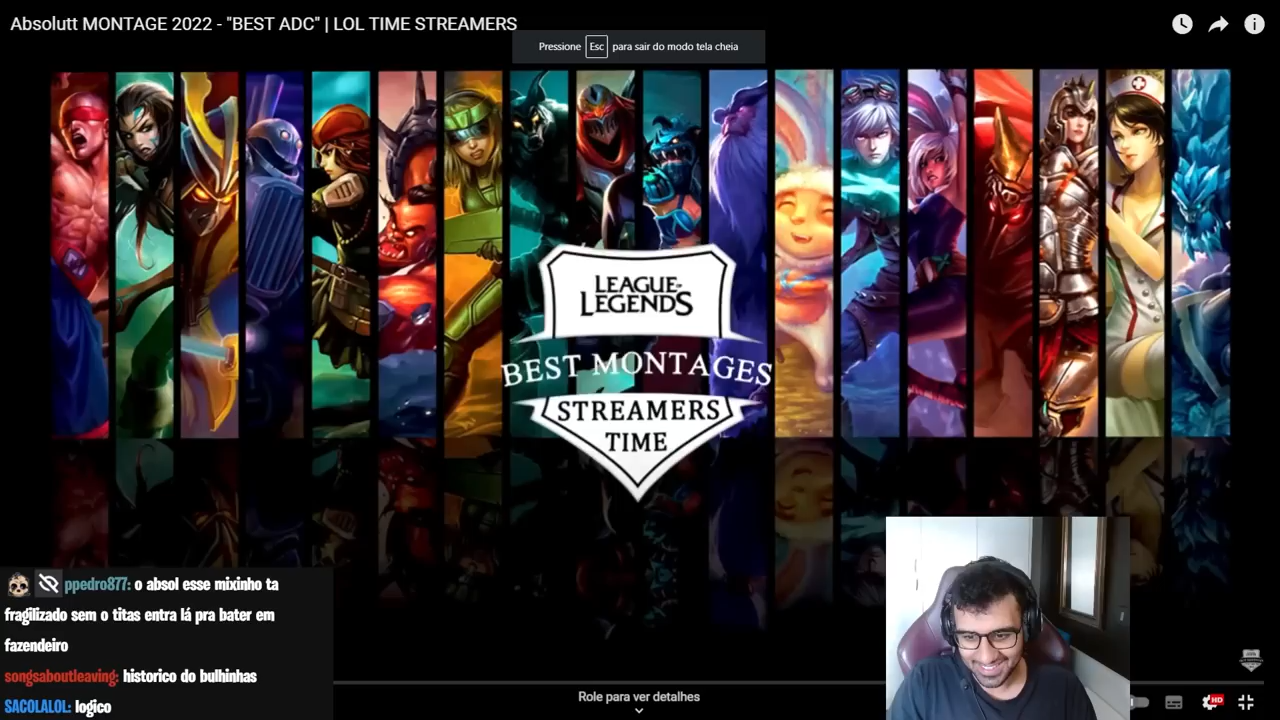 Absolutt MONTAGE 2022 - "BEST ADC" | LOL TIME STREAMERS
Pressione Esc para sair do modo tela cheia
LEAGUE OF
LEGENDS
BEST MONTAGES
STREAMERS
TIME
ppedro877: o absol esse mixinho ta
fragilizado sem o titas entra lá pra bater em
fazendeiro
songsaboutleaving: historico do bulhinhas
SACOLALOL: logico
Role para ver detalhes
HD